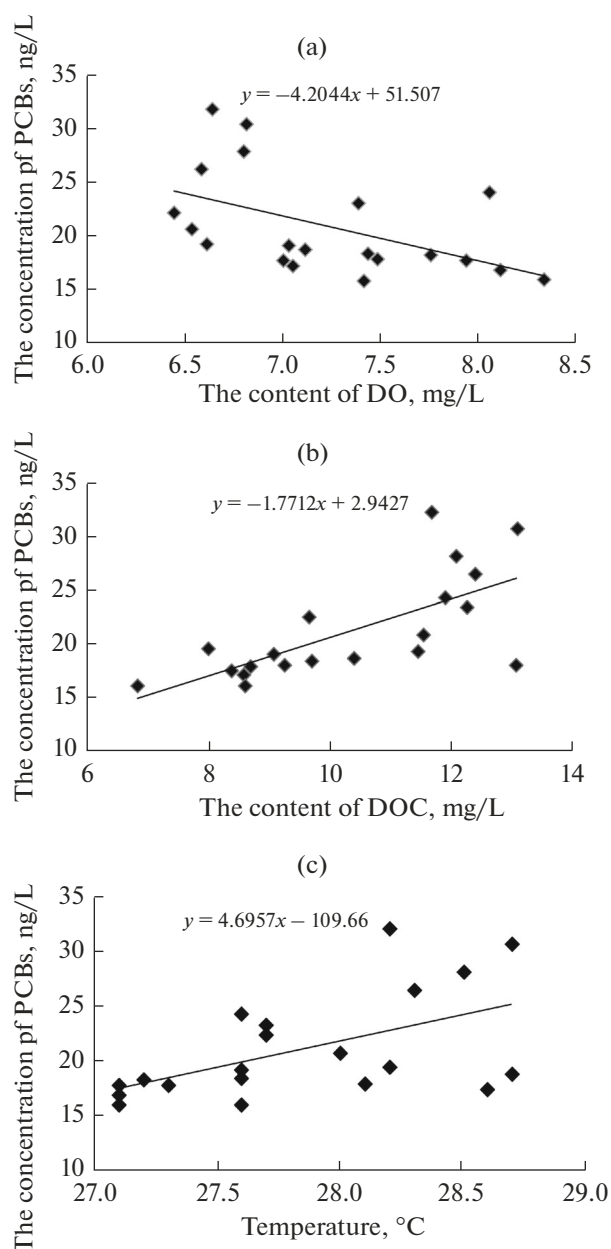 (a)
The concentration pf PCBs, ng/L
35
30
25
20
15
10
y = −4.2044x + 51.507
6.0 6.5 7.0 7.5 8.0 8.5
The content of DO, mg/L
(b)
The concentration pf PCBs, ng/L
35
30
25
20
15
10
y = −1.7712x + 2.9427
6 8 10 12 14
The content of DOC, mg/L
(c)
The concentration pf PCBs, ng/L
35
30
25
20
15
10
y = 4.6957x − 109.66
27.0 27.5 28.0 28.5 29.0
Temperature, °C